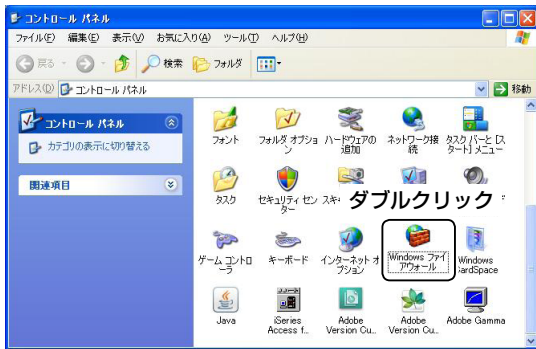 コントロール パネル
ファイル(F) 編集(E) 表示(V) お気に入り(A) ツール(T) ヘルプ(H)
戻る 検索 フォルダ
アドレス(D) コントロール パネル 移動
コントロール パネル
カテゴリの表示に切り替える
関連項目
フォント フォルダ オプション ハードウェアの追加 ネットワーク接続 タスク バーと [スタート] メニュー
タスク セキュリティ センター スキ
ダブルクリック
ゲーム コントローラ キーボード インターネット オプション Windows ファイアウォール Windows CardSpace
Java iSeries Access f... Adobe Version Cu... Adobe Version Cu... Adobe Gamma